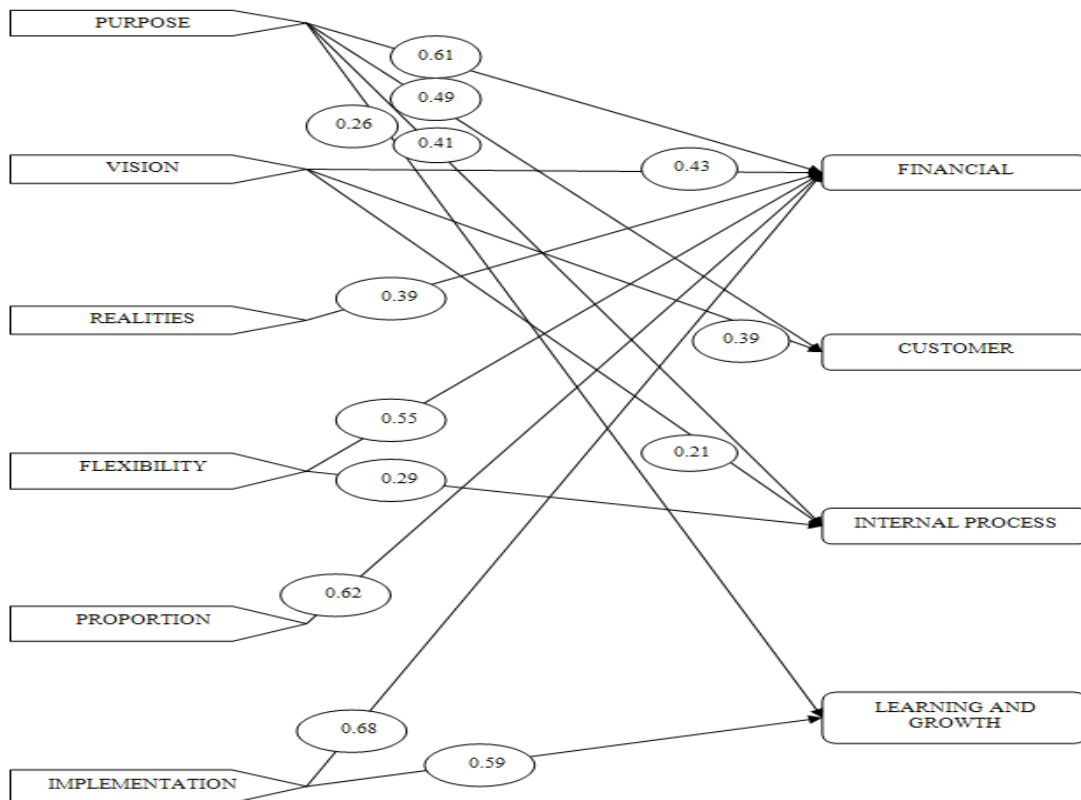 PURPOSE
0.61
0.49
0.26
0.41
VISION
0.43
FINANCIAL
0.39
REALITIES
0.39
CUSTOMER
0.55
FLEXIBILITY
0.29
0.21
INTERNAL PROCESS
0.62
PROPORTION
LEARNING AND
GROWTH
0.68
0.59
IMPLEMENTATION